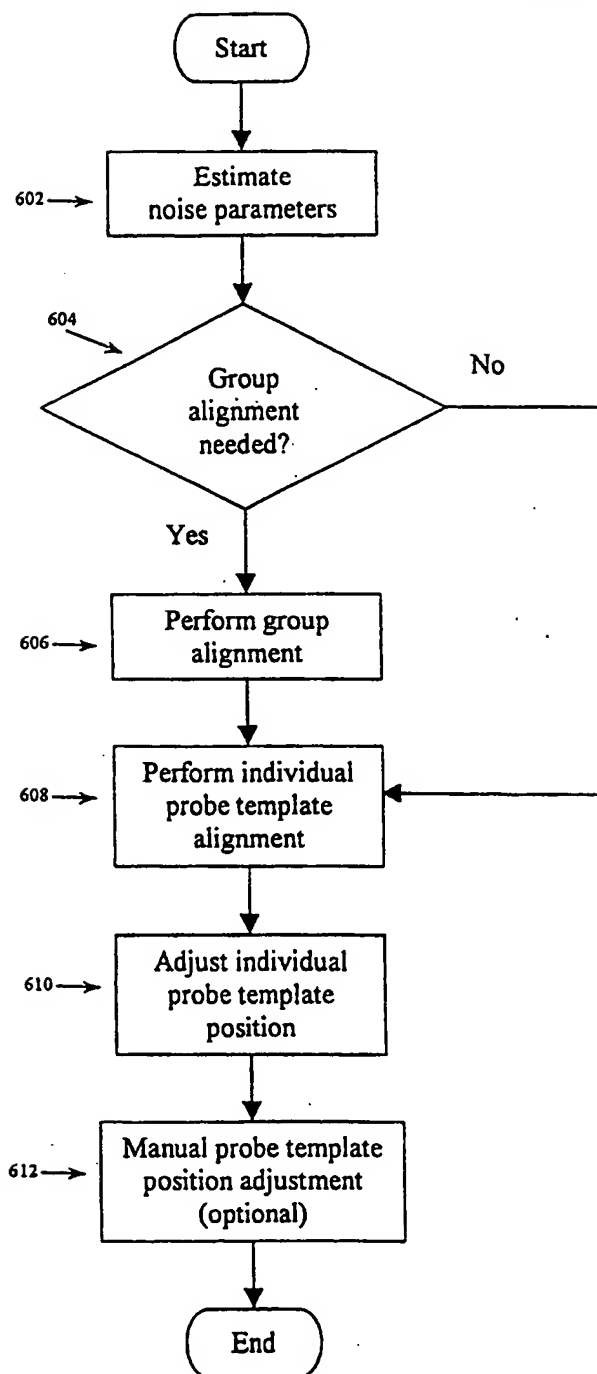 Start
602
Estimate
noise parameters
604
Group
alignment
needed?
No
Yes
606
Perform group
alignment
608
Perform individual
probe template
alignment
610
Adjust individual
probe template
position
612
Manual probe template
position adjustment
(optional)
End